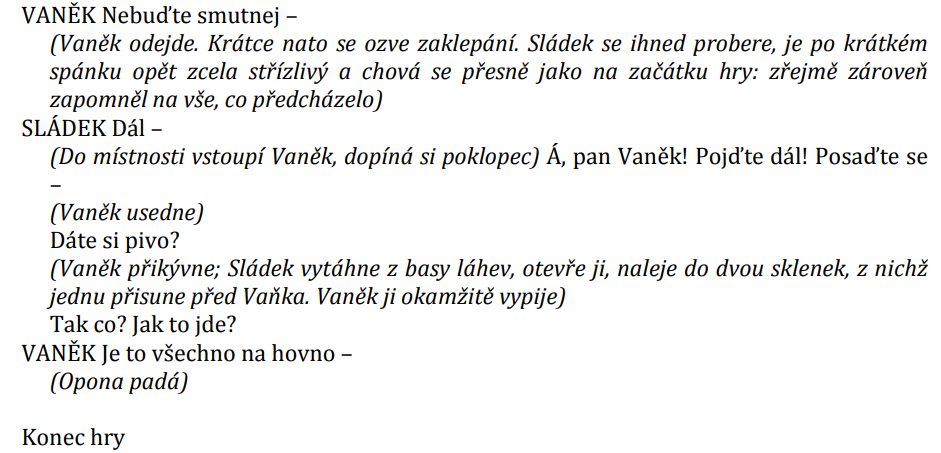 VANĚK Nebuďte smutnej –
(Vaněk odejde. Krátce nato se ozve zaklepání. Sládek se ihned probere, je po krátkém
spánku opět zcela střízlivý a chová se přesně jako na začátku hry: zřejmě zároveň
zapomněl na vše, co předcházelo)
SLÁDEK Dál –
(Do místnosti vstoupí Vaněk, dopíná si poklopec) Á, pan Vaněk! Pojďte dál! Posaďte se
–
(Vaněk usedne)
Dáte si pivo?
(Vaněk přikývne; Sládek vytáhne z basy láhev, otevře ji, naleje do dvou sklenek, z nichž
jednu přisune před Vaňka. Vaněk ji okamžitě vypije)
Tak co? Jak to jde?
VANĚK Je to všechno na hovno –
(Opona padá)
Konec hry